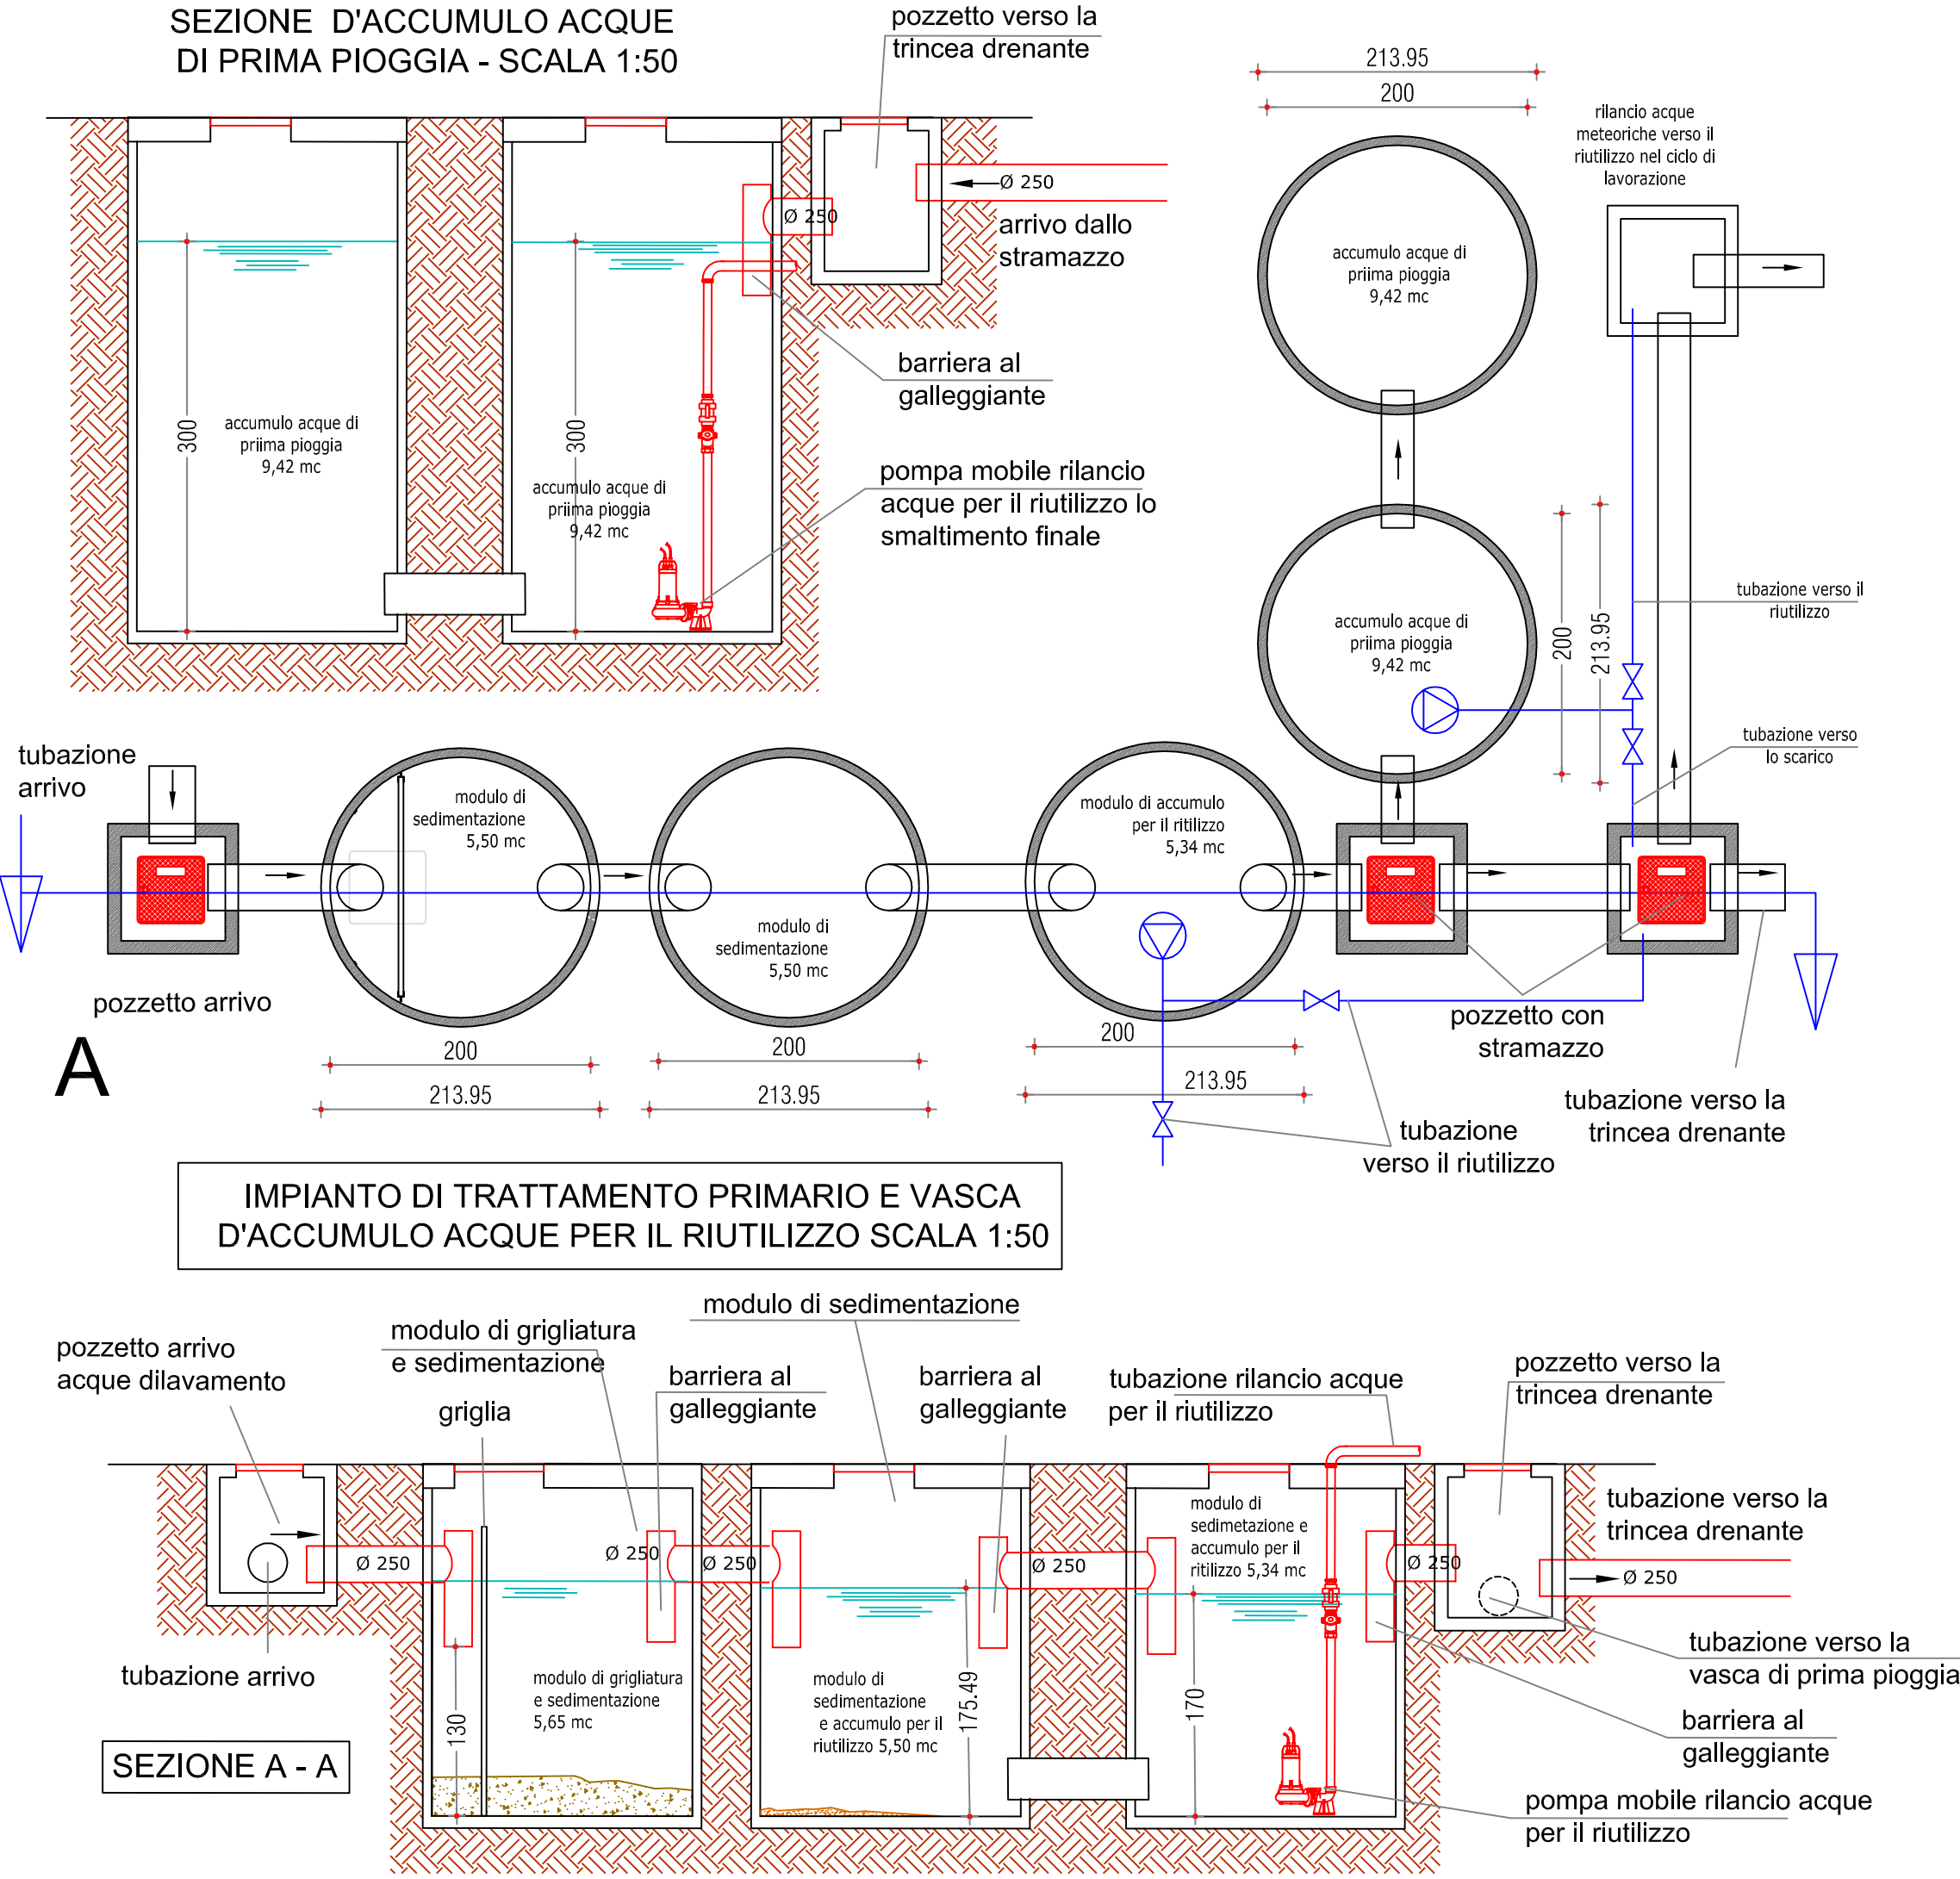 SEZIONE D'ACCUMULO ACQUE
DI PRIMA PIOGGIA - SCALA 1:50
pozzetto verso la
trincea drenante
213.95
200
rilancio acque
meteoriche verso il
riutilizzo nel ciclo di
lavorazione
Ø 250
Ø 250
arrivo dallo
stramazzo
300
accumulo acque di
priima pioggia
9,42 mc
300
accumulo acque di
priima pioggia
9,42 mc
barriera al
galleggiante
pompa mobile rilancio
acque per il riutilizzo lo
smaltimento finale
accumulo acque di
priima pioggia
9,42 mc
accumulo acque di
priima pioggia
9,42 mc
200
213.95
tubazione verso il
riutilizzo
tubazione verso
lo scarico
tubazione
arrivo
modulo di
sedimentazione
5,50 mc
modulo di
sedimentazione
5,50 mc
modulo di accumulo
per il ritilizzo
5,34 mc
pozzetto arrivo
A
200
213.95
200
213.95
200
213.95
pozzetto con
stramazzo
tubazione verso la
trincea drenante
tubazione
verso il riutilizzo
IMPIANTO DI TRATTAMENTO PRIMARIO E VASCA
D'ACCUMULO ACQUE PER IL RIUTILIZZO SCALA 1:50
pozzetto arrivo
acque dilavamento
modulo di grigliatura
e sedimentazione
griglia
modulo di sedimentazione
barriera al
galleggiante
barriera al
galleggiante
tubazione rilancio acque
per il riutilizzo
pozzetto verso la
trincea drenante
tubazione verso la
trincea drenante
Ø 250
Ø 250
Ø 250
Ø 250
Ø 250
Ø 250
modulo di
sedimetazione e
accumulo per il
ritilizzo 5,34 mc
tubazione arrivo
130
modulo di grigliatura
e sedimentazione
5,65 mc
modulo di
sedimentazione
e accumulo per il
riutilizzo 5,50 mc
175.49
170
tubazione verso la
vasca di prima pioggia
barriera al
galleggiante
pompa mobile rilancio acque
per il riutilizzo
SEZIONE A - A